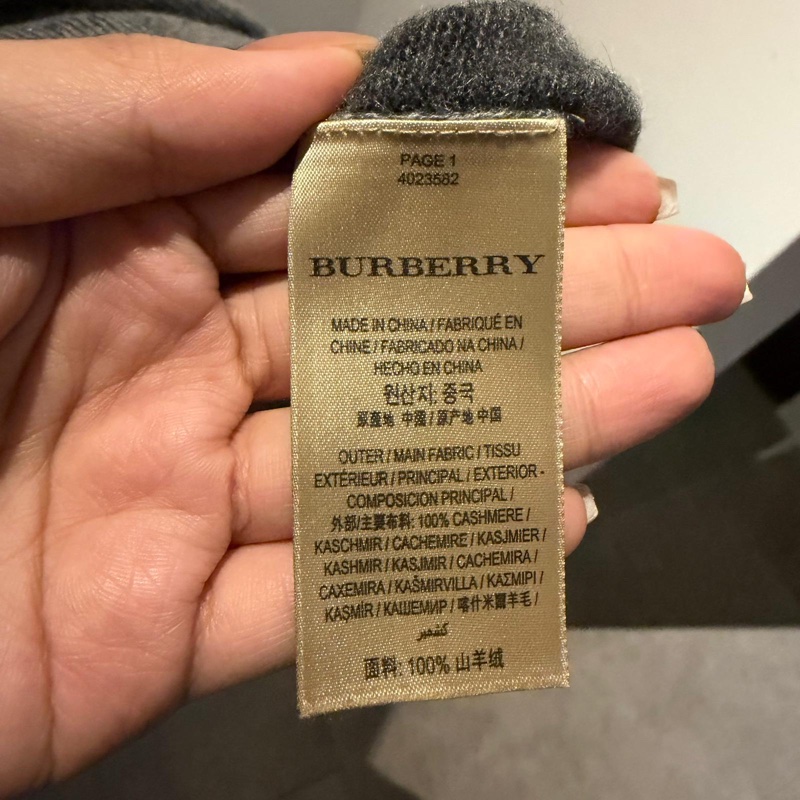 PAGE 1
4023582
BURBERRY
MADE IN CHINA / FABRIQUÉ EN
CHINE / FABRICADO NA CHINA /
HECHO EN CHINA
원산지: 중국
原產地 中國 / 原产地 中国
OUTER / MAIN FABRIC / TISSU
EXTÉRIEUR / PRINCIPAL / EXTERIOR -
COMPOSICION PRINCIPAL /
外部/主要布料: 100% CASHMERE /
KASCHMIR / CACHEMIRE / KASJMIER /
KASHMIR / KASJMIR / CACHEMIRA /
CAXEMIRA / KAŠMIRVILLA / ΚΑΣΜΙΡΙ /
KAŞMİR / КАШЕМИР / 喀什米爾羊毛 /
كشمير
面料: 100% 山羊绒